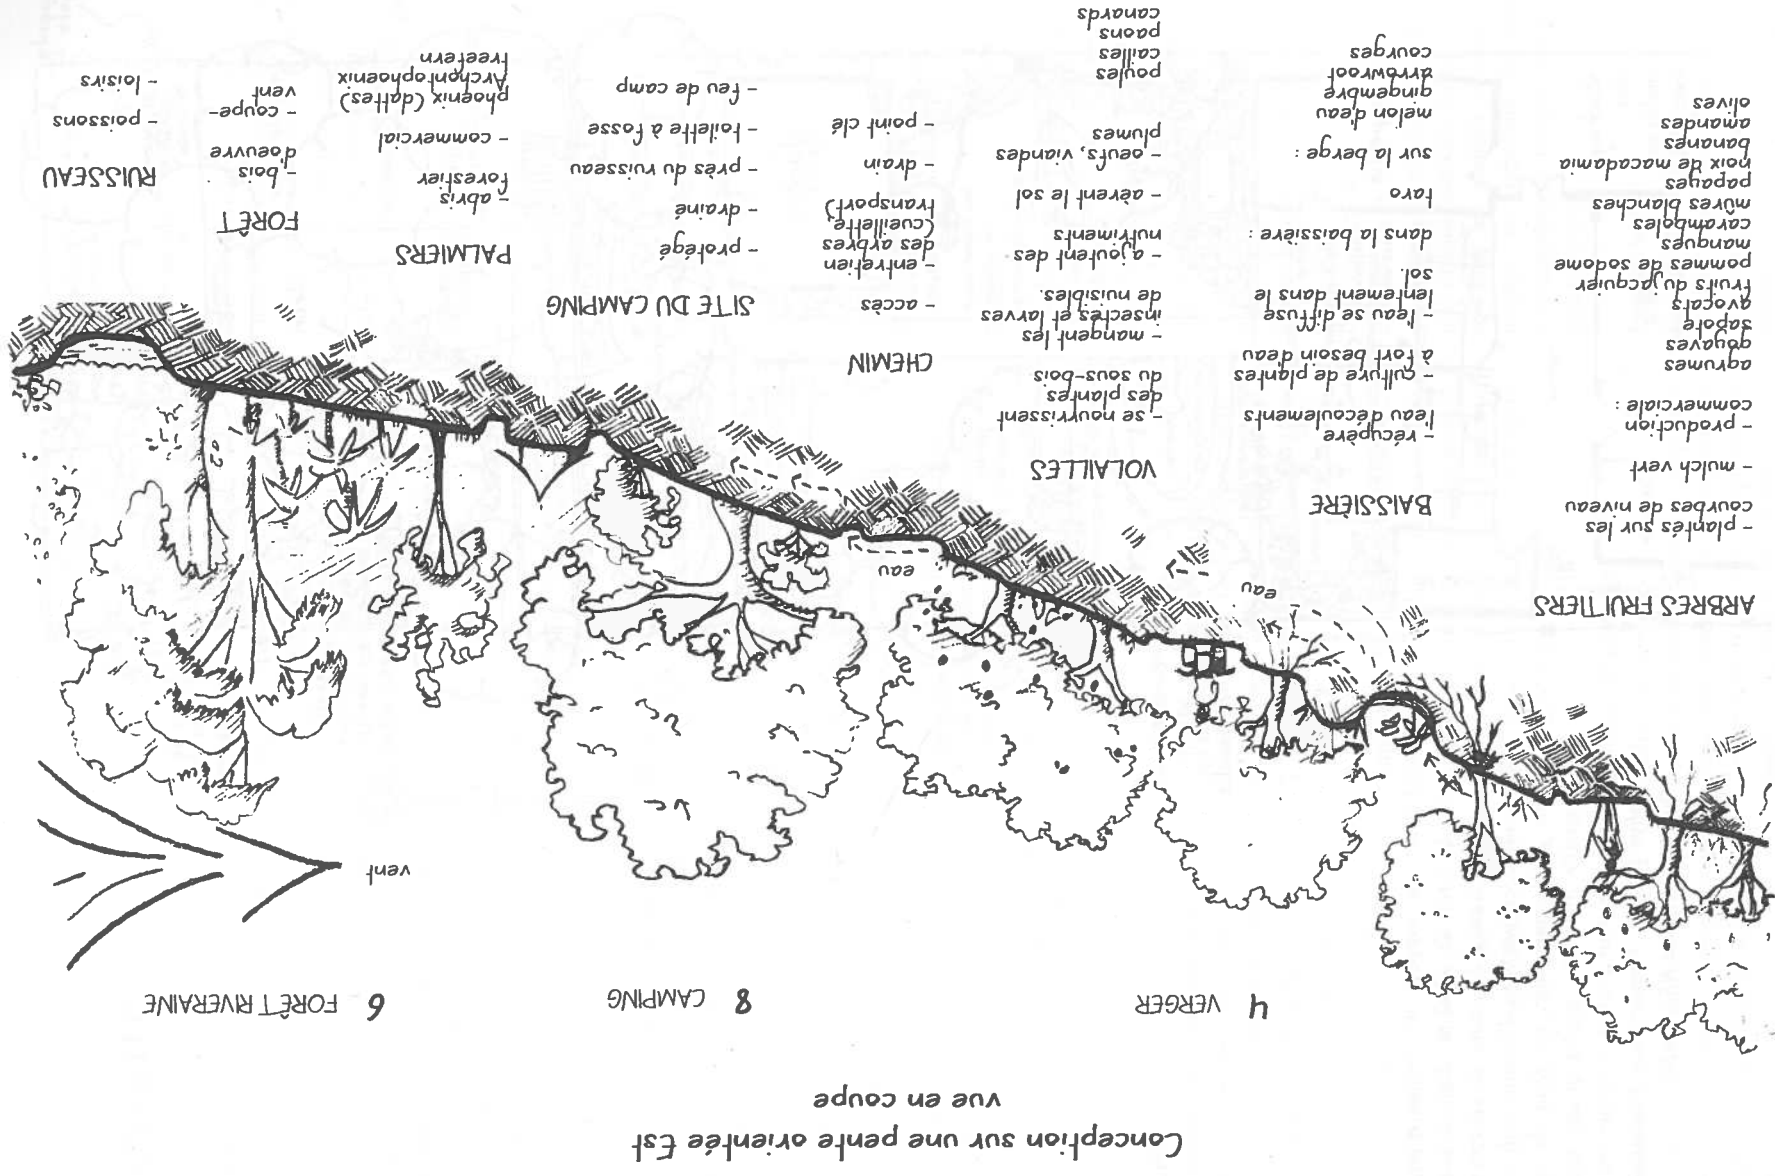 Conception sur une pente orientée Est
vue en coupe
4 VERGER
8 CAMPING
6 FORÊT RIVERAINE
vent
eau
eau
ARBRES FRUITIERS
- plantés sur les
courbes de niveau
- mulch vert
- production
commerciale :
agrumes
goyaves
sapote
avocats
fruits du jacquier
pommes de sodome
mangues
caramboles
mûres blanches
papayes
noix de macadamia
bananes
amandes
olives
BAISSIÈRE
- récupère
l'eau d'écoulements
- culture de plantes
à fort besoin d'eau
- l'eau se diffuse
lentement dans le
sol.
dans la baissière :
taro
sur la berge :
melon d'eau
gingembre
arrowroot
courges
VOLAILLES
- se nourrissent
des plantes
du sous-bois
- mangent les
insectes et larves
de nuisibles.
- ajoutent des
nutriments
- aèrent le sol
- oeufs, viandes
plumes
poules
cailles
paons
canards
CHEMIN
- accès
- entretien
des arbres
(cueillette,
transport)
- drain
- point clé
SITE DU CAMPING
- protégé
- drainé
- près du ruisseau
- toilette à fosse
- feu de camp
PALMIERS
- abris
forestier
- commercial
phoenix (dattes)
Archentophoenix
treefern
FORÊT
- bois
d'oeuvre
- coupe-
vent
RUISSEAU
- poissons
- loisirs